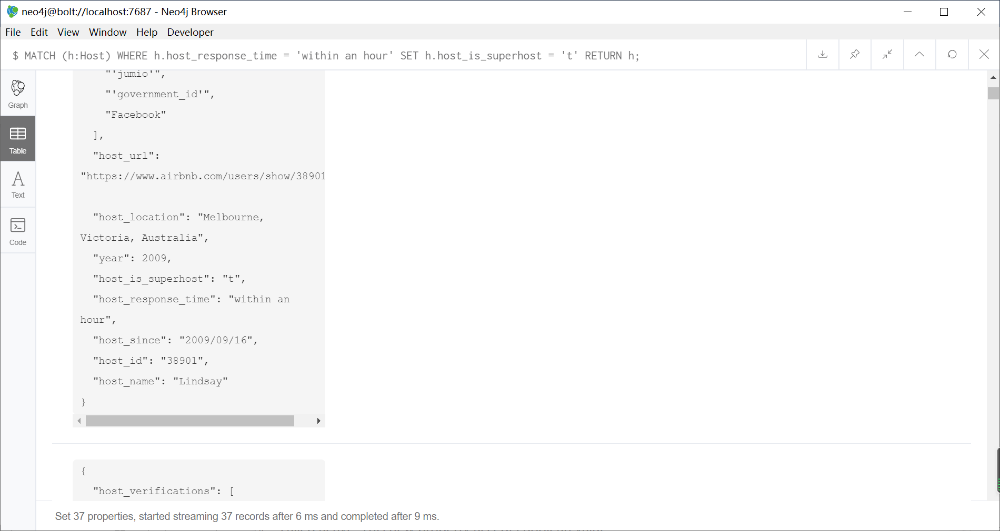 neo4j@bolt://localhost:7687 - Neo4j Browser
File Edit View Window Help Developer
$ MATCH (h:Host) WHERE h.host_response_time = 'within an hour' SET h.host_is_superhost = 't' RETURN h;
Graph
Table
Text
Code
"'jumio'",
"'government_id'",
"Facebook"
],
"host_url":
"https://www.airbnb.com/users/show/38901
"host_location": "Melbourne,
Victoria, Australia",
"year": 2009,
"host_is_superhost": "t",
"host_response_time": "within an
hour",
"host_since": "2009/09/16",
"host_id": "38901",
"host_name": "Lindsay"
}
{
"host_verifications": [
Set 37 properties, started streaming 37 records after 6 ms and completed after 9 ms.